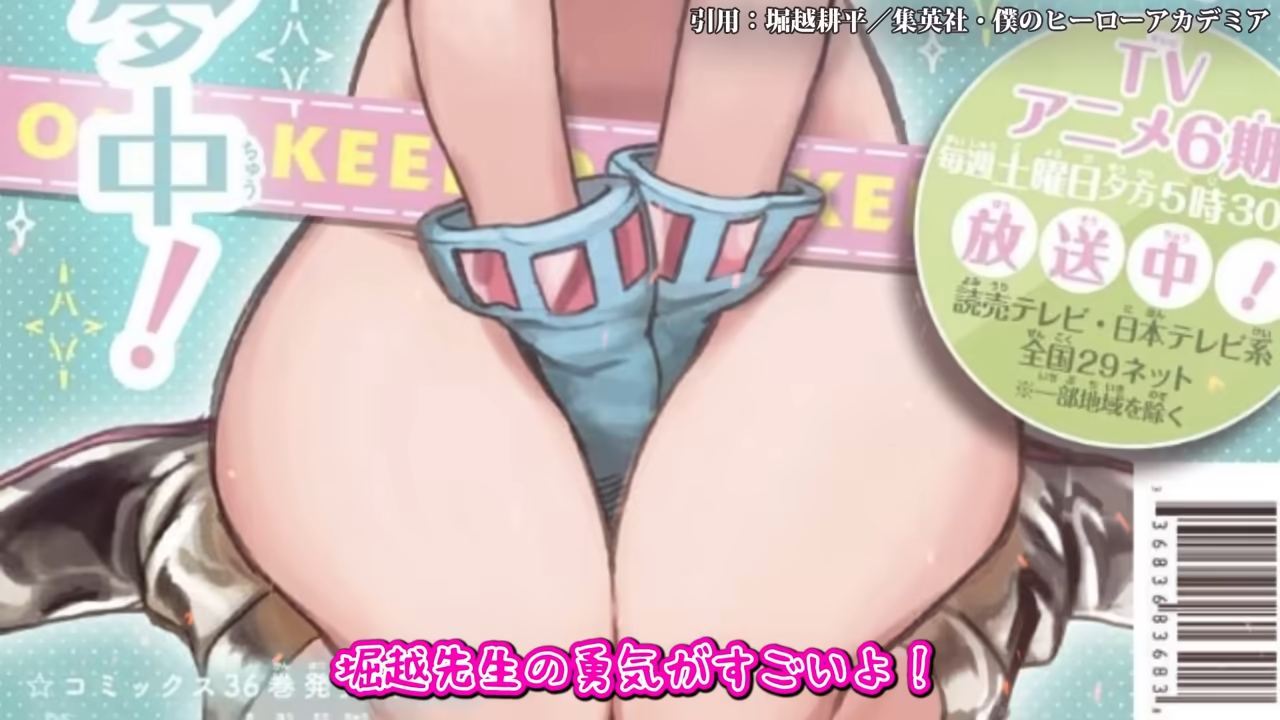 引用：堀越耕平／集英社・僕のヒーローアカデミア
夢中！
ちゅう
KEE
KE
TV
アニメ6期
毎週土曜日夕方5時30
放送中！
読売テレビ・日本テレビ系
全国29ネット
※一部地域を除く
☆コミックス36巻発
堀越先生の勇気がすごいよ！